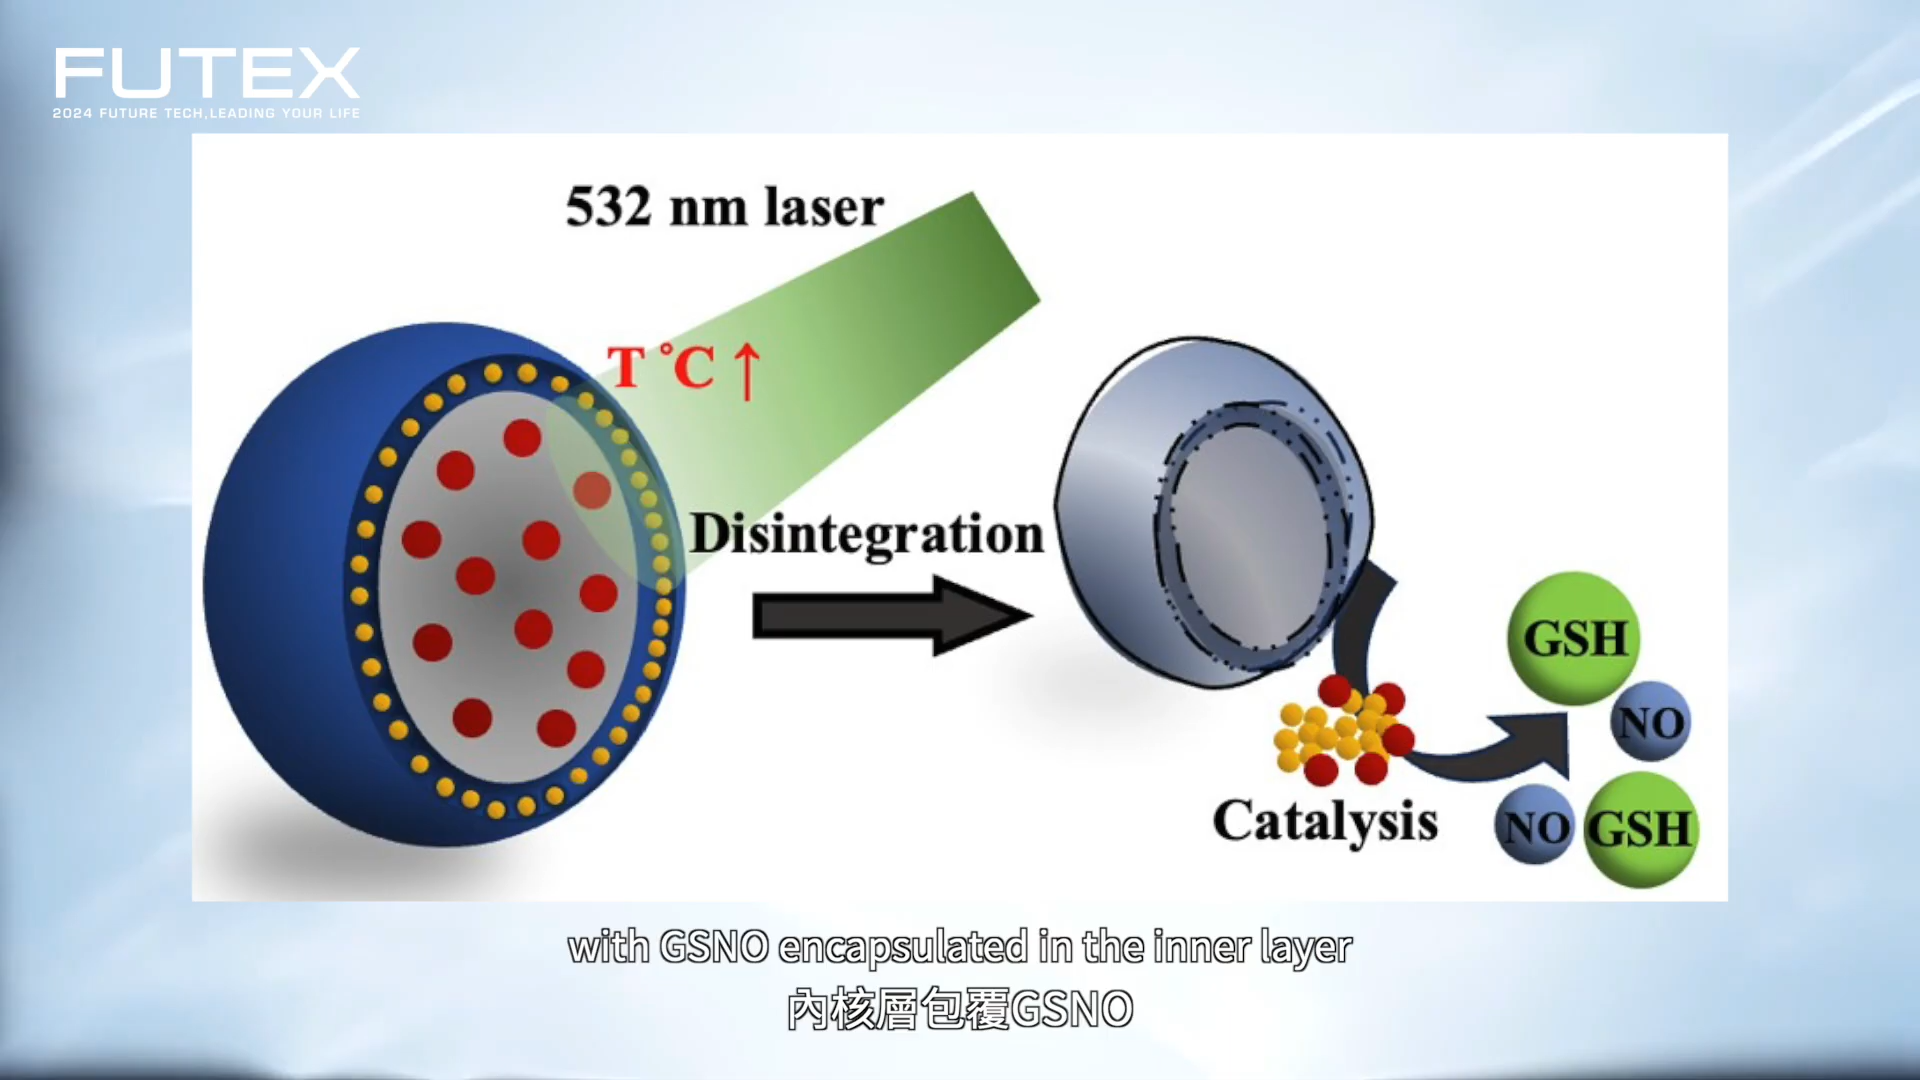 FUTEX
2024 FUTURE TECH,LEADING YOUR LIFE
532 nm laser
T °C ↑
Disintegration
GSH
NO
Catalysis
NO
GSH
with GSNO encapsulated in the inner layer
內核層包覆GSNO